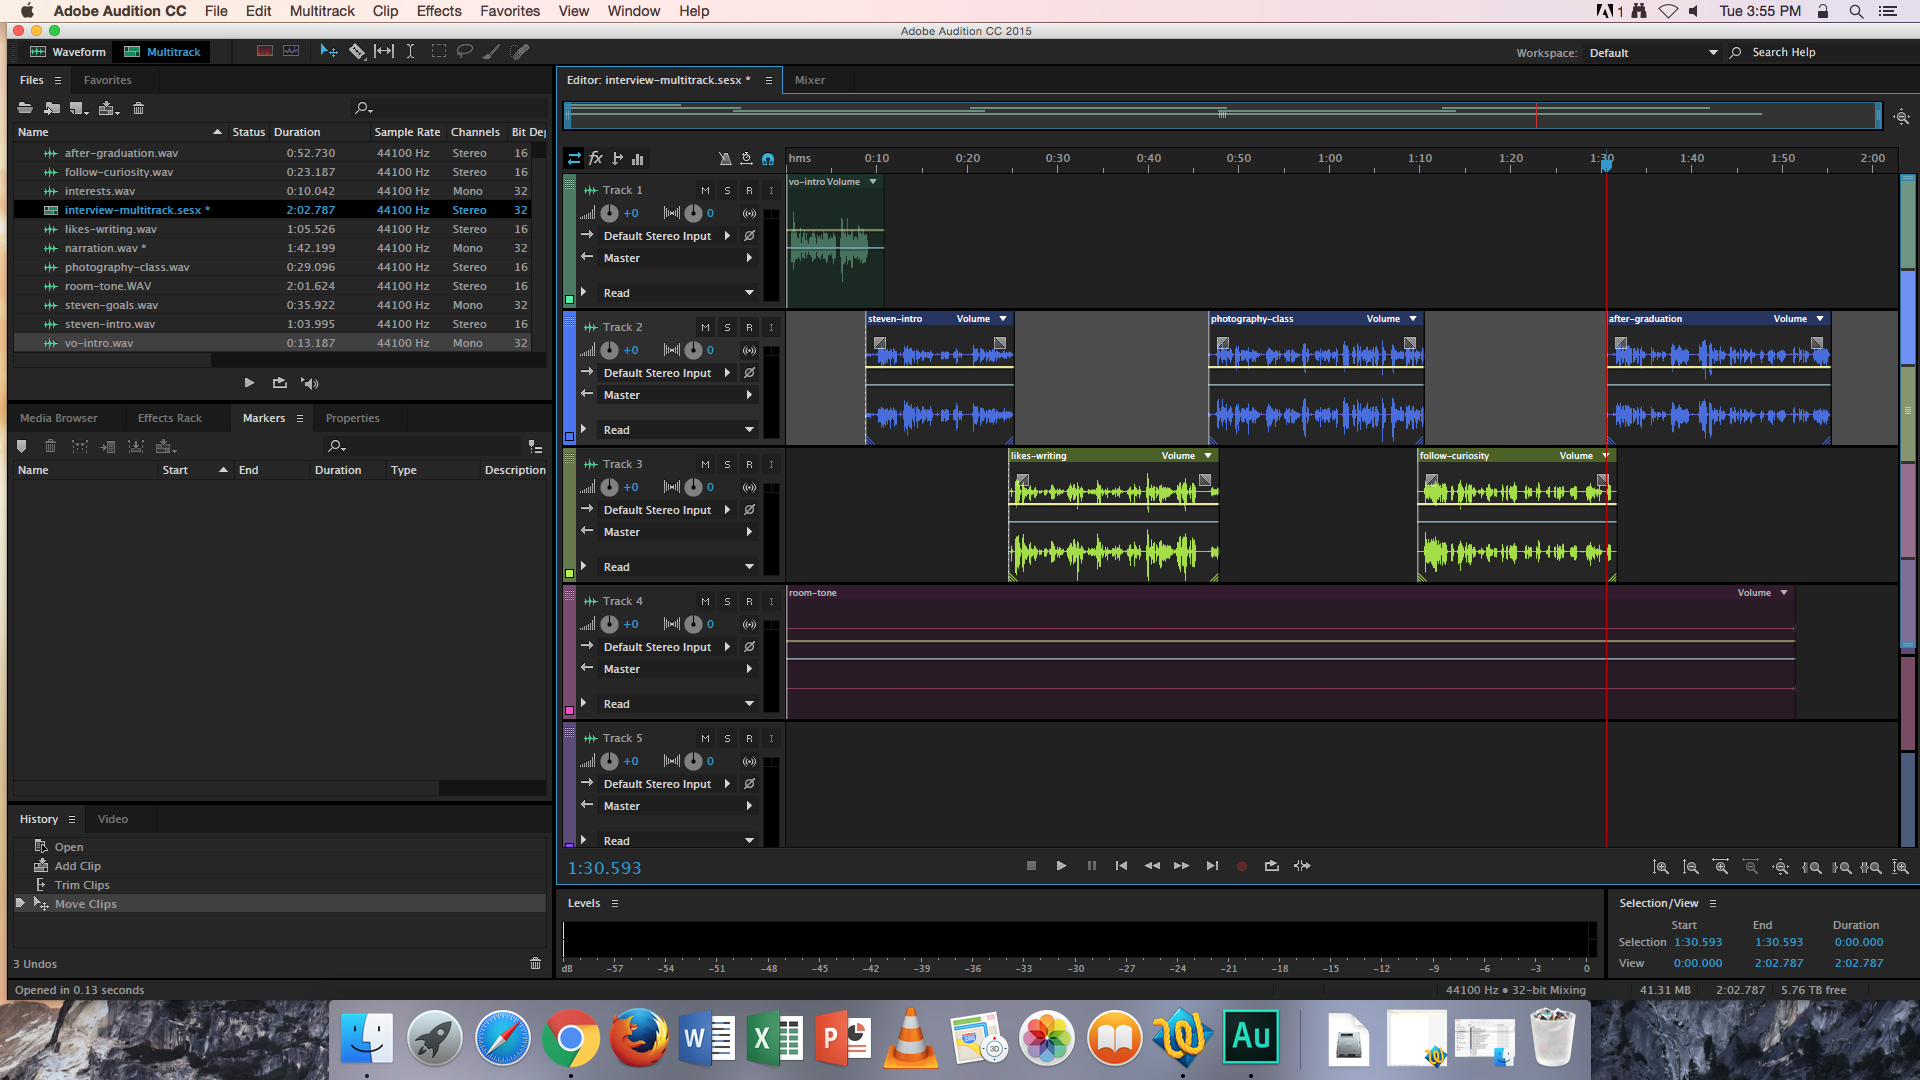 Adobe Audition CC File Edit Multitrack Clip Effects Favorites View Window Help 1 Tue 3:55 PM
Adobe Audition CC 2015
Waveform Multitrack Workspace: Default Search Help
Files Favorites
Name Status Duration Sample Rate Channels Bit De
after-graduation.wav 0:52.730 44100 Hz Stereo 16
follow-curiosity.wav 0:23.187 44100 Hz Stereo 16
interests.wav 0:10.042 44100 Hz Mono 32
interview-multitrack.sesx * 2:02.787 44100 Hz Stereo 32
likes-writing.wav 1:05.526 44100 Hz Stereo 16
narration.wav * 1:42.199 44100 Hz Mono 32
photography-class.wav 0:29.096 44100 Hz Stereo 16
room-tone.WAV 2:01.624 44100 Hz Stereo 16
steven-goals.wav 0:35.922 44100 Hz Mono 32
steven-intro.wav 1:03.995 44100 Hz Stereo 16
vo-intro.wav 0:13.187 44100 Hz Mono 32
Media Browser Effects Rack Markers Properties
Name Start End Duration Type Description
History Video
Open
Add Clip
Trim Clips
Move Clips
3 Undos
Opened in 0.13 seconds
Editor: interview-multitrack.sesx * Mixer
fx hms 0:10 0:20 0:30 0:40 0:50 1:00 1:10 1:20 1:30 1:40 1:50 2:00
Track 1 M S R I
+0 0
Default Stereo Input
Master
Read
vo-intro Volume
Track 2 M S R I
+0 0
Default Stereo Input
Master
Read
steven-intro Volume photography-class Volume after-graduation Volume
Track 3 M S R I
+0 0
Default Stereo Input
Master
Read
likes-writing Volume follow-curiosity Volume
Track 4 M S R I
+0 0
Default Stereo Input
Master
Read
room-tone Volume
Track 5 M S R I
+0 0
Default Stereo Input
Master
Read
1:30.593
Levels
dB -57 -54 -51 -48 -45 -42 -39 -36 -33 -30 -27 -24 -21 -18 -15 -12 -9 -6 -3 0
Selection/View
Start End Duration
Selection 1:30.593 1:30.593 0:00.000
View 0:00.000 2:02.787 2:02.787
44100 Hz ● 32-bit Mixing 41.31 MB 2:02.787 5.76 TB free
W X P 280 3D Au